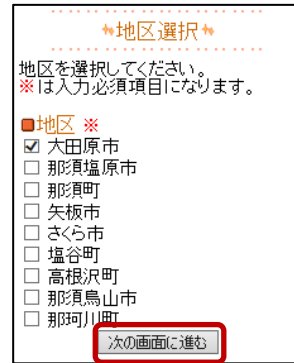 地区選択
地区を選択してください。
※は入力必須項目になります。
■地区 ※
大田原市
那須塩原市
那須町
矢板市
さくら市
塩谷町
高根沢町
那須烏山市
那珂川町
次の画面に進む